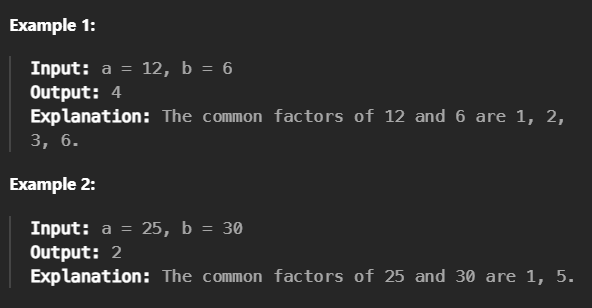 Example 1:
Input: a = 12, b = 6
Output: 4
Explanation: The common factors of 12 and 6 are 1, 2,
3, 6.
Example 2:
Input: a = 25, b = 30
Output: 2
Explanation: The common factors of 25 and 30 are 1, 5.